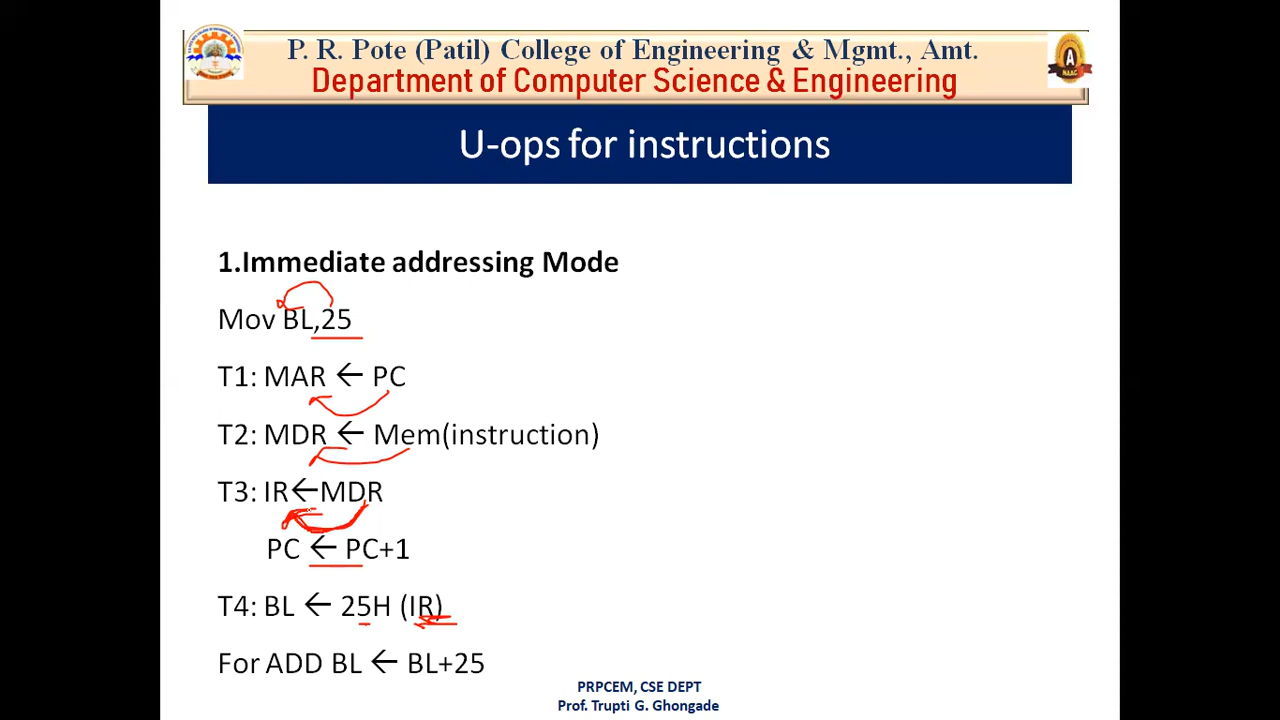 P. R. Pote (Patil) College of Engineering & Mgmt., Amt.
Department of Computer Science & Engineering
U-ops for instructions
1.Immediate addressing Mode
Mov BL,25
T1: MAR ← PC
T2: MDR ← Mem(instruction)
T3: IR←MDR
PC ← PC+1
T4: BL ← 25H (IR)
For ADD BL ← BL+25
PRPCEM, CSE DEPT
Prof. Trupti G. Ghongade